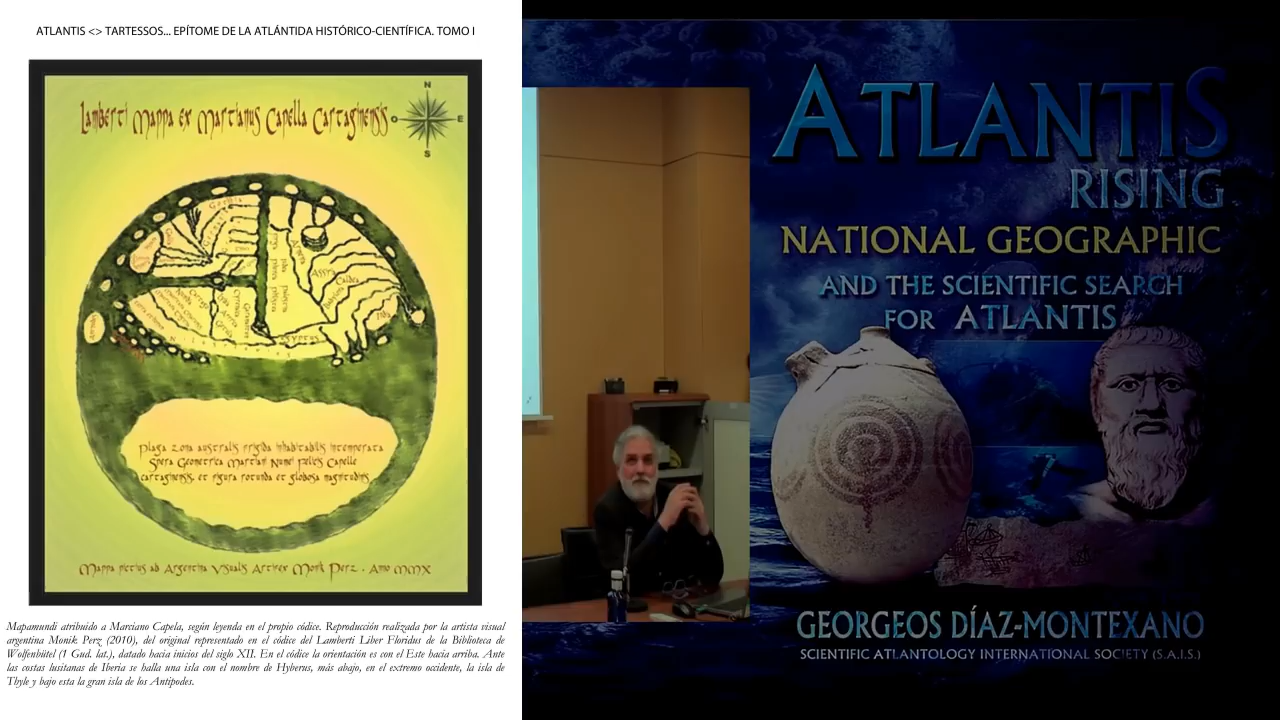 ATLANTIS <> TARTESSOS... EPÍTOME DE LA ATLÁNTIDA HISTÓRICO-CIENTÍFICA. TOMO I
Lamberti Mappa ex Martianus Capella Cartaginensis
N
O
E
S
Plaga zona australis frigida inhabitabilis intemperata
Spera Geometrica Martiani Numei Felicis Capelle
cartaginensis. et figura rotunda et globosa magnitudinis
Mappa pictus ab Argentina Visualis Artifex Monik Perz . Anno MMX
Mapamundi atribuido a Marciano Capela, según leyenda en el propio códice. Reproducción realizada por la artista visual
argentina Monik Perz (2010), del original representado en el códice del Lamberti Liber Floridus de la Biblioteca de
Wolfenbüttel (1 Gud. lat.), datado hacia inicios del siglo XII. En el códice la orientación es con el Este hacia arriba. Ante
las costas lusitanas de Iberia se halla una isla con el nombre de Hyberus, más abajo, en el extremo occidente, la isla de
Thyle y bajo esta la gran isla de los Antípodes.
ATLANTIS
RISING
NATIONAL GEOGRAPHIC
AND THE SCIENTIFIC SEARCH
FOR ATLANTIS
GEORGEOS DÍAZ-MONTEXANO
SCIENTIFIC ATLANTOLOGY INTERNATIONAL SOCIETY (S.A.I.S.)